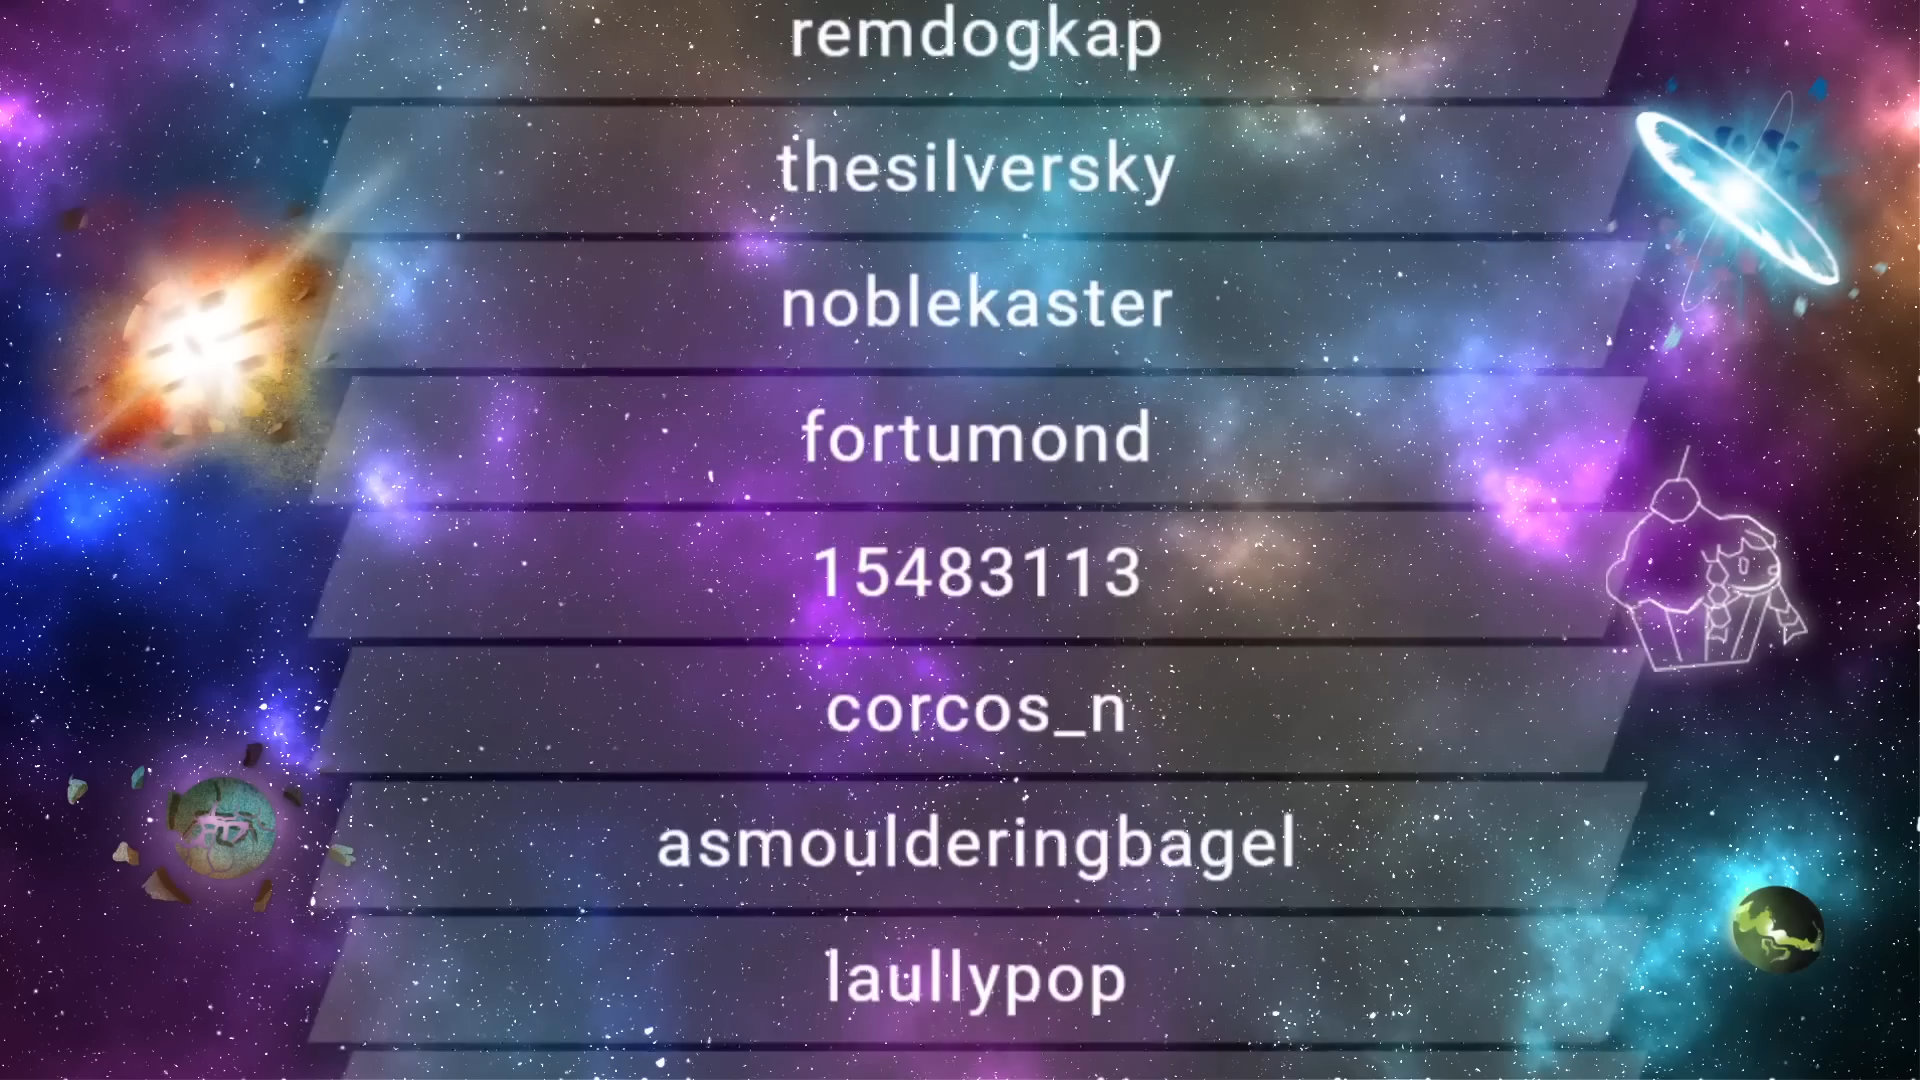 remdogkap
thesilversky
noblekaster
fortumond
15483113
corcos_n
asmoulderingbagel
laullypop